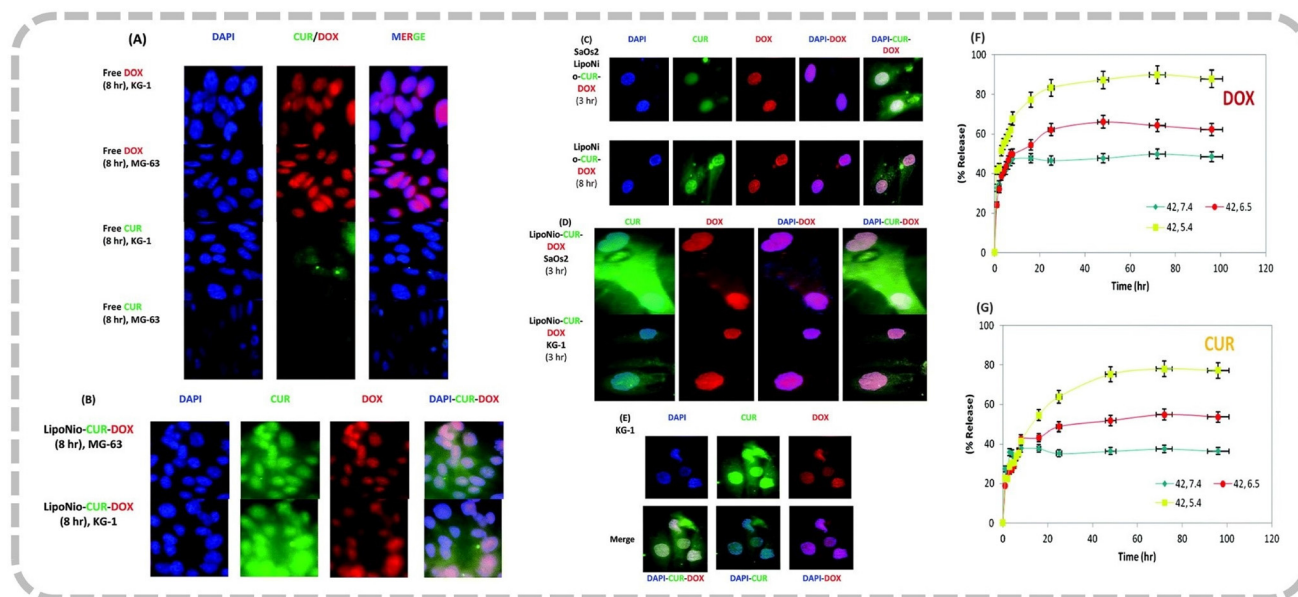 (A)
DAPI
CUR/DOX
MERGE
Free DOX
(8 hr), KG-1
Free DOX
(8 hr), MG-63
Free CUR
(8 hr), KG-1
Free CUR
(8 hr), MG-63
(B)
DAPI
CUR
DOX
DAPI-CUR-DOX
LipoNio-CUR-DOX
(8 hr), MG-63
LipoNio-CUR-DOX
(8 hr), KG-1
(C)
DAPI
CUR
DOX
DAPI-DOX
DAPI-CUR-
DOX
SaOs2
LipoNi
o-CUR-
DOX
(3 hr)
LipoNi
o-CUR-
DOX
(8 hr)
(D)
CUR
DOX
DAPI-DOX
DAPI-CUR-DOX
LipoNio-CUR-
DOX
SaOs2
(3 hr)
LipoNio-CUR-
DOX
KG-1
(3 hr)
(E)
DAPI
CUR
DOX
KG-1
Merge
DAPI-CUR-DOX
DAPI-CUR
DAPI-DOX
(F)
DOX
(% Release)
100
80
60
40
20
0
42, 7.4
42, 6.5
42, 5.4
0 20 40 60 80 100 120
Time (hr)
(G)
CUR
(% Release)
100
80
60
40
20
0
42, 7.4
42, 6.5
42, 5.4
0 20 40 60 80 100 120
Time (hr)